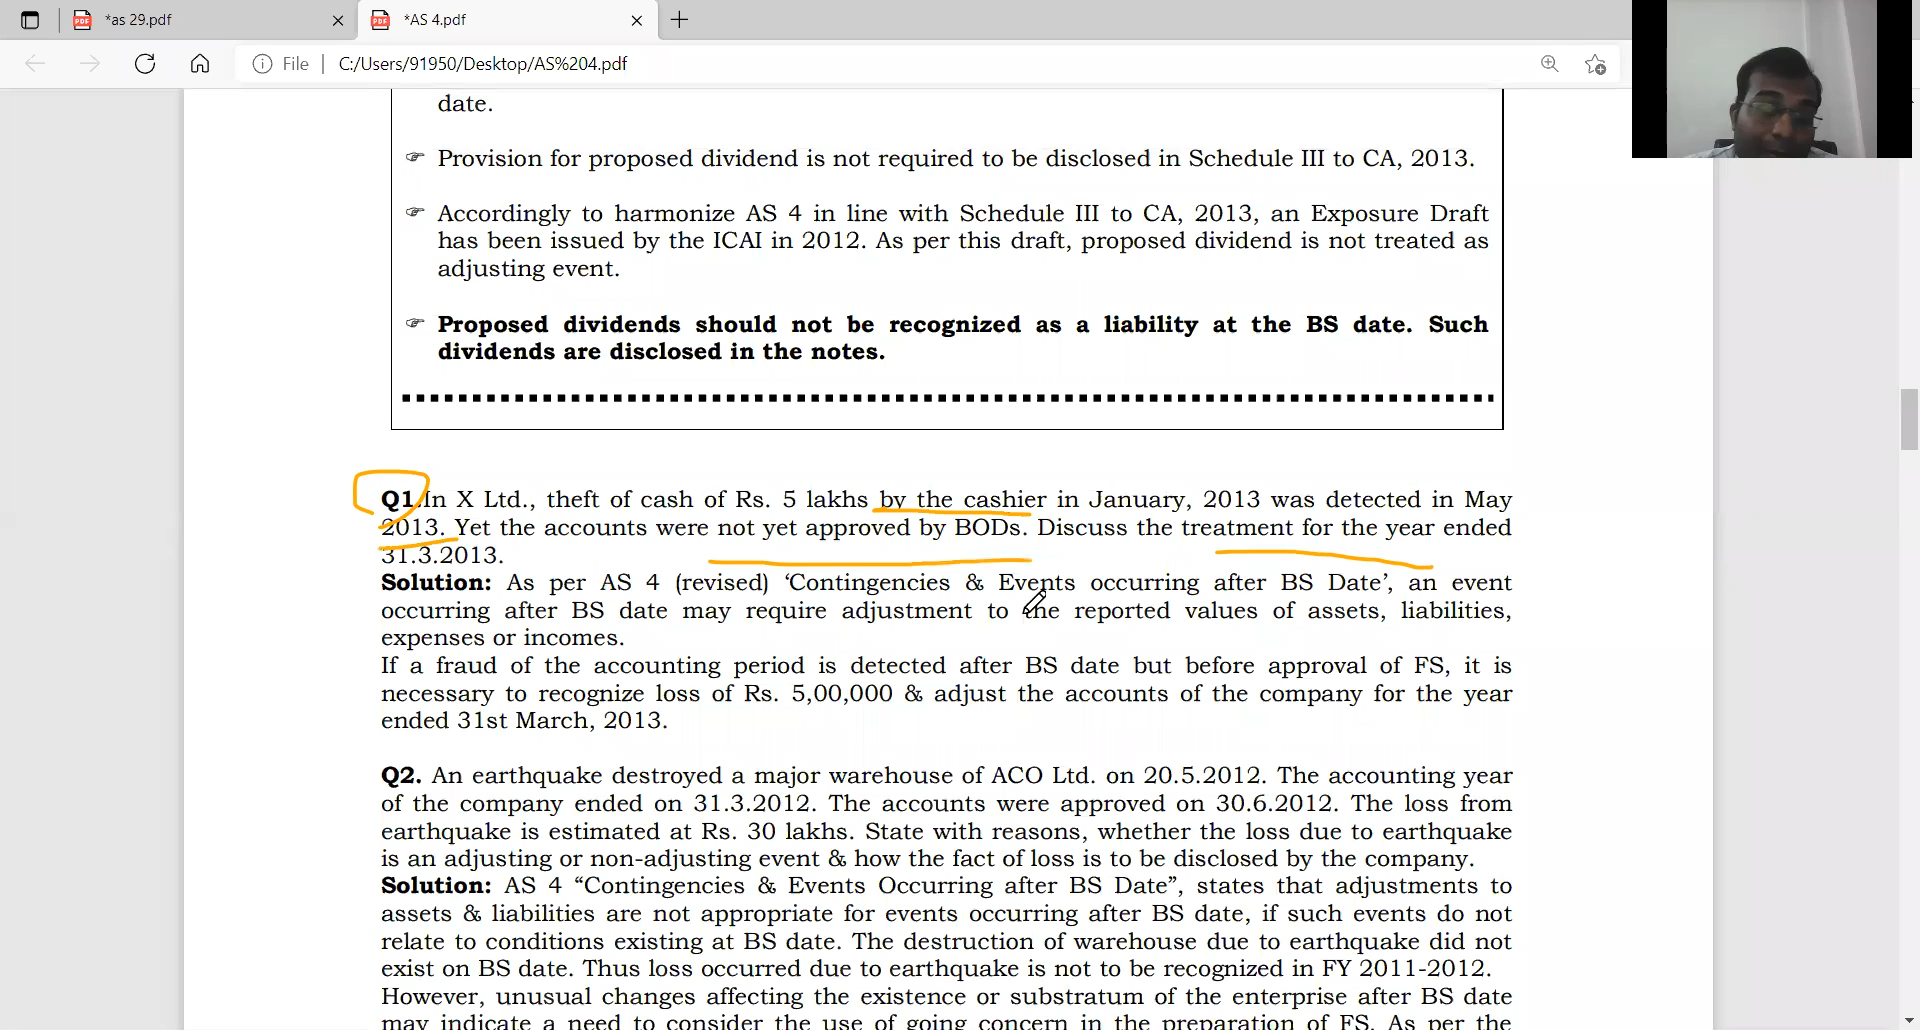 *as 29.pdf
*AS 4.pdf
File
C:/Users/91950/Desktop/AS%204.pdf
date.
Provision for proposed dividend is not required to be disclosed in Schedule III to CA, 2013.
Accordingly to harmonize AS 4 in line with Schedule III to CA, 2013, an Exposure Draft
has been issued by the ICAI in 2012. As per this draft, proposed dividend is not treated as
adjusting event.
Proposed dividends should not be recognized as a liability at the BS date. Such
dividends are disclosed in the notes.
Q1. In X Ltd., theft of cash of Rs. 5 lakhs by the cashier in January, 2013 was detected in May
2013. Yet the accounts were not yet approved by BODs. Discuss the treatment for the year ended
31.3.2013.
Solution: As per AS 4 (revised) ‘Contingencies & Events occurring after BS Date’, an event
occurring after BS date may require adjustment to the reported values of assets, liabilities,
expenses or incomes.
If a fraud of the accounting period is detected after BS date but before approval of FS, it is
necessary to recognize loss of Rs. 5,00,000 & adjust the accounts of the company for the year
ended 31st March, 2013.
Q2. An earthquake destroyed a major warehouse of ACO Ltd. on 20.5.2012. The accounting year
of the company ended on 31.3.2012. The accounts were approved on 30.6.2012. The loss from
earthquake is estimated at Rs. 30 lakhs. State with reasons, whether the loss due to earthquake
is an adjusting or non-adjusting event & how the fact of loss is to be disclosed by the company.
Solution: AS 4 “Contingencies & Events Occurring after BS Date”, states that adjustments to
assets & liabilities are not appropriate for events occurring after BS date, if such events do not
relate to conditions existing at BS date. The destruction of warehouse due to earthquake did not
exist on BS date. Thus loss occurred due to earthquake is not to be recognized in FY 2011-2012.
However, unusual changes affecting the existence or substratum of the enterprise after BS date
may indicate a need to consider the use of going concern in the preparation of FS. As per the